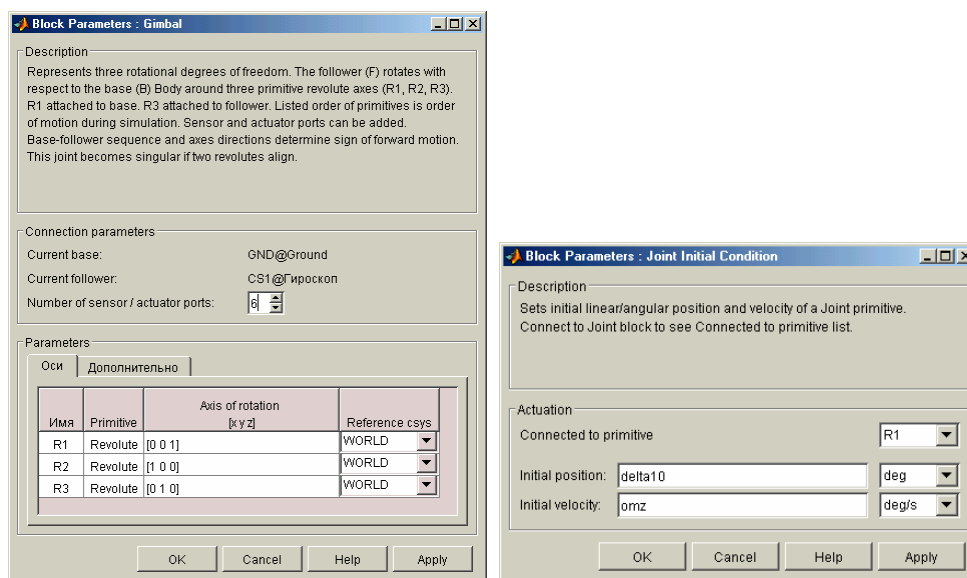 Block Parameters : Gimbal
Description
Represents three rotational degrees of freedom. The follower (F) rotates with
respect to the base (B) Body around three primitive revolute axes (R1, R2, R3).
R1 attached to base. R3 attached to follower. Listed order of primitives is order
of motion during simulation. Sensor and actuator ports can be added.
Base-follower sequence and axes directions determine sign of forward motion.
This joint becomes singular if two revolutes align.
Connection parameters
Current base: GND@Ground
Current follower: CS1@Гироскоп
Number of sensor / actuator ports: 6
Parameters
Оси Дополнительно
Имя Primitive Axis of rotation [x y z] Reference csys
R1 Revolute [0 0 1] WORLD
R2 Revolute [1 0 0] WORLD
R3 Revolute [0 1 0] WORLD
OK Cancel Help Apply
Block Parameters : Joint Initial Condition
Description
Sets initial linear/angular position and velocity of a Joint primitive.
Connect to Joint block to see Connected to primitive list.
Actuation
Connected to primitive R1
Initial position: delta10 deg
Initial velocity: omz deg/s
OK Cancel Help Apply